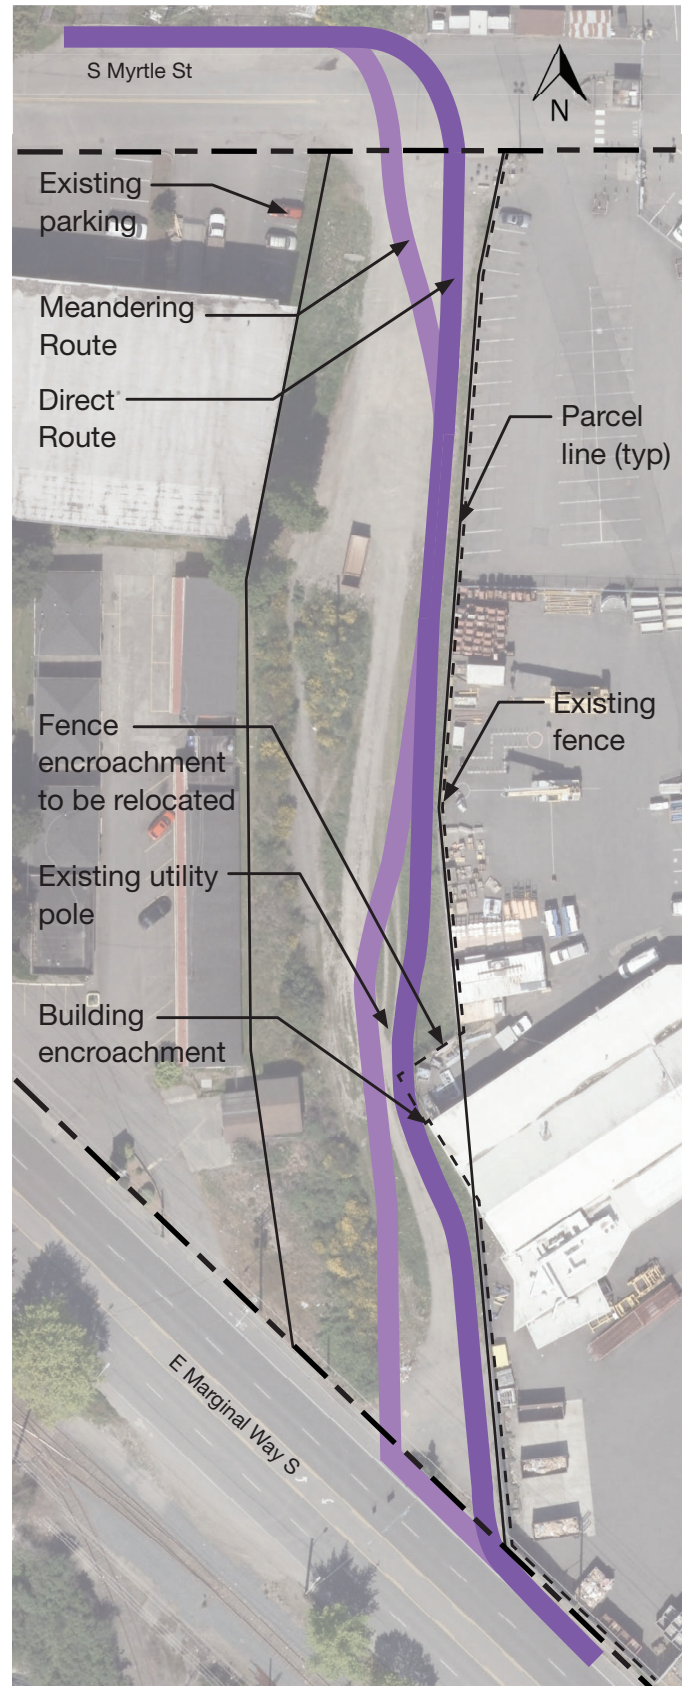 S Myrtle St
N
Existing
parking
Meandering
Route
Direct
Route
Parcel
line (typ)
Fence
encroachment
to be relocated
Existing
fence
Existing utility
pole
Building
encroachment
E Marginal Way S